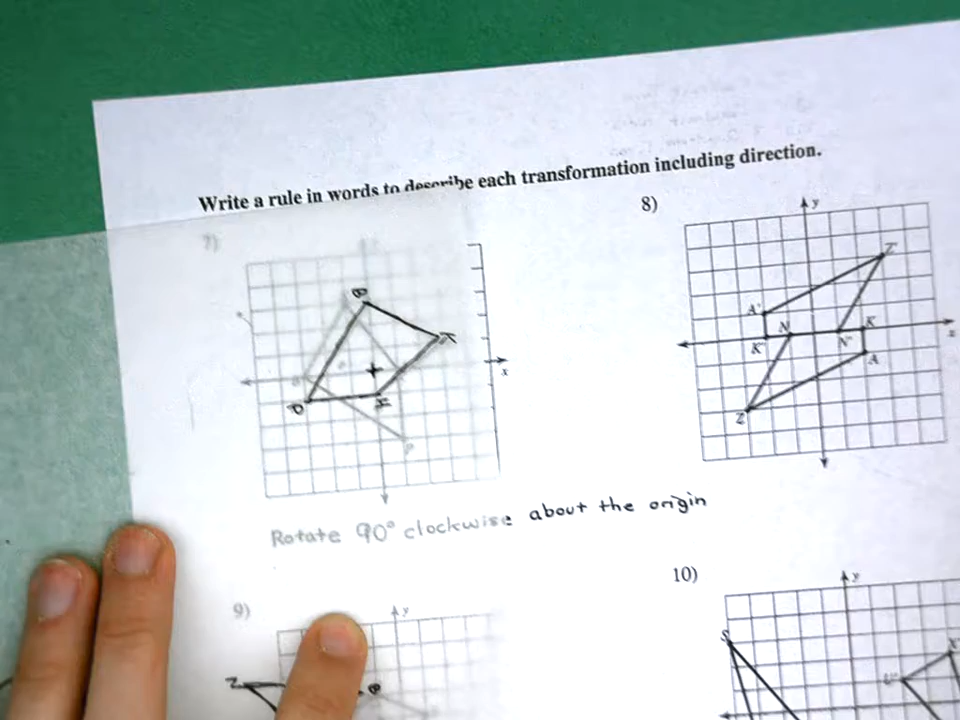 Write a rule in words to describe each transformation including direction.
7)
8)
y
Z'
A'
N
K
x
K'
N'
A
Z
x
Rotate 90° clockwise about the origin
9)
y
10)
y
Z
S